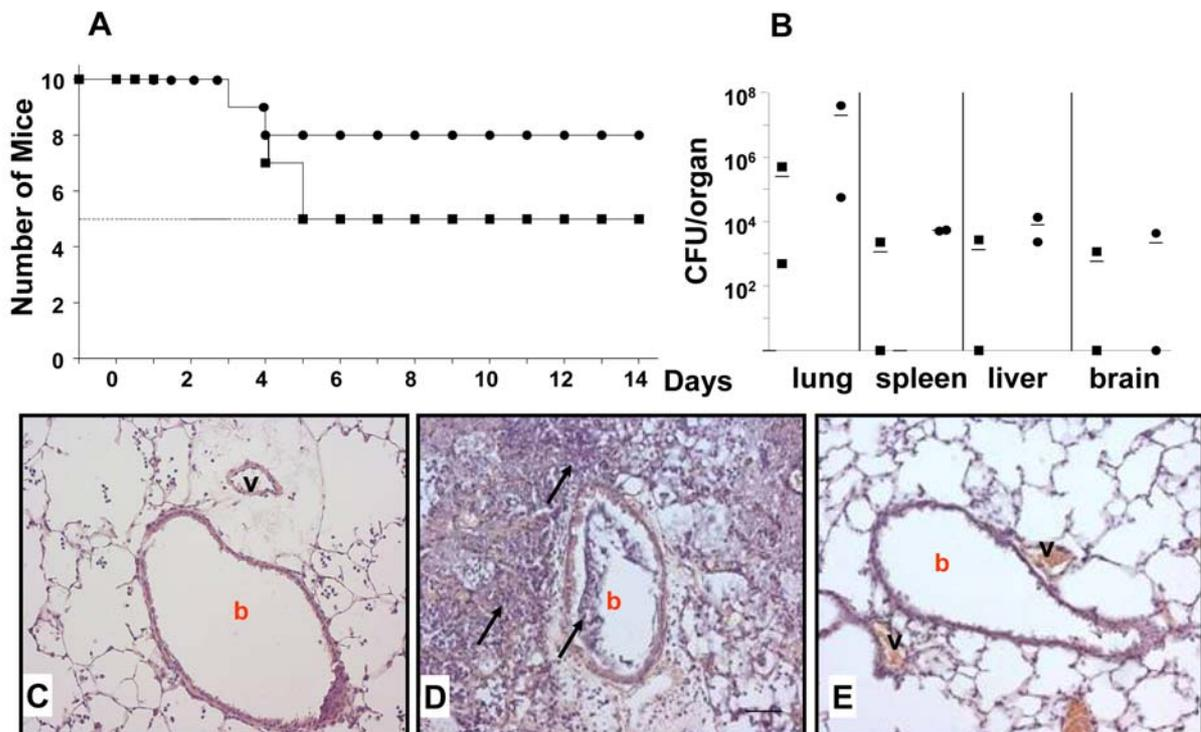 A
B
Number of Mice
10
8
6
4
2
0
0 2 4 6 8 10 12 14 Days
CFU/organ
10⁸
10⁶
10⁴
10²
lung spleen liver brain
v
b
C
b
D
b
v
v
E